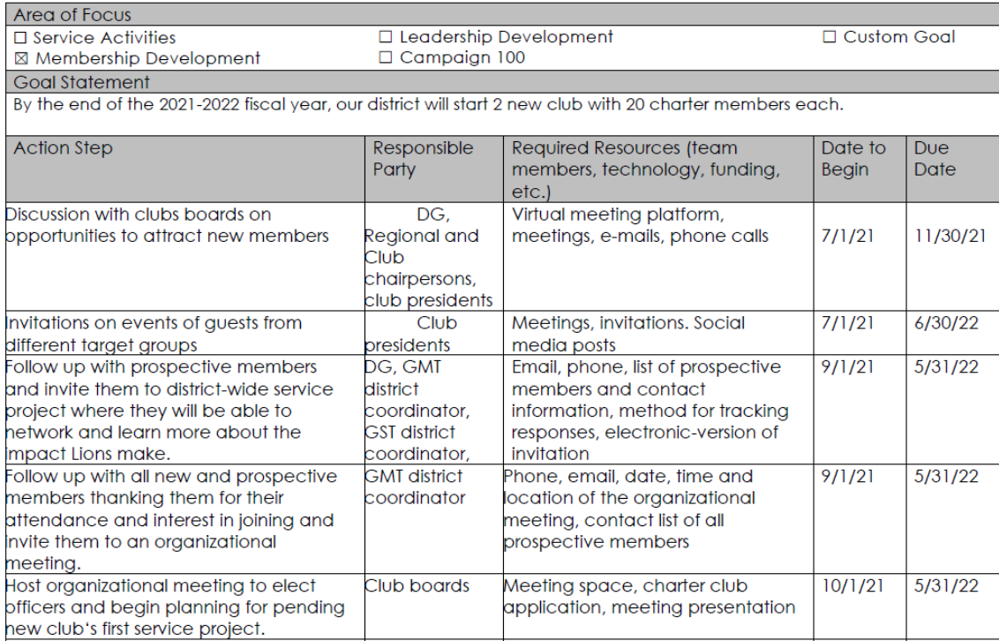 Area of Focus
☐ Service Activities ☐ Leadership Development ☐ Custom Goal
☒ Membership Development ☐ Campaign 100
Goal Statement
By the end of the 2021-2022 fiscal year, our district will start 2 new club with 20 charter members each.
Action Step
Responsible
Party
Required Resources (team
members, technology, funding,
etc.)
Date to
Begin
Due
Date
Discussion with clubs boards on
opportunities to attract new members
DG,
Regional and
Club
chairpersons,
club presidents
Virtual meeting platform,
meetings, e-mails, phone calls
7/1/21
11/30/21
Invitations on events of guests from
different target groups
Club
presidents
Meetings, invitations. Social
media posts
7/1/21
6/30/22
Follow up with prospective members
and invite them to district-wide service
project where they will be able to
network and learn more about the
impact Lions make.
DG, GMT
district
coordinator,
GST district
coordinator,
Email, phone, list of prospective
members and contact
information, method for tracking
responses, electronic-version of
invitation
9/1/21
5/31/22
Follow up with all new and prospective
members thanking them for their
attendance and interest in joining and
invite them to an organizational
meeting.
GMT district
coordinator
Phone, email, date, time and
location of the organizational
meeting, contact list of all
prospective members
9/1/21
5/31/22
Host organizational meeting to elect
officers and begin planning for pending
new club's first service project.
Club boards
Meeting space, charter club
application, meeting presentation
10/1/21
5/31/22